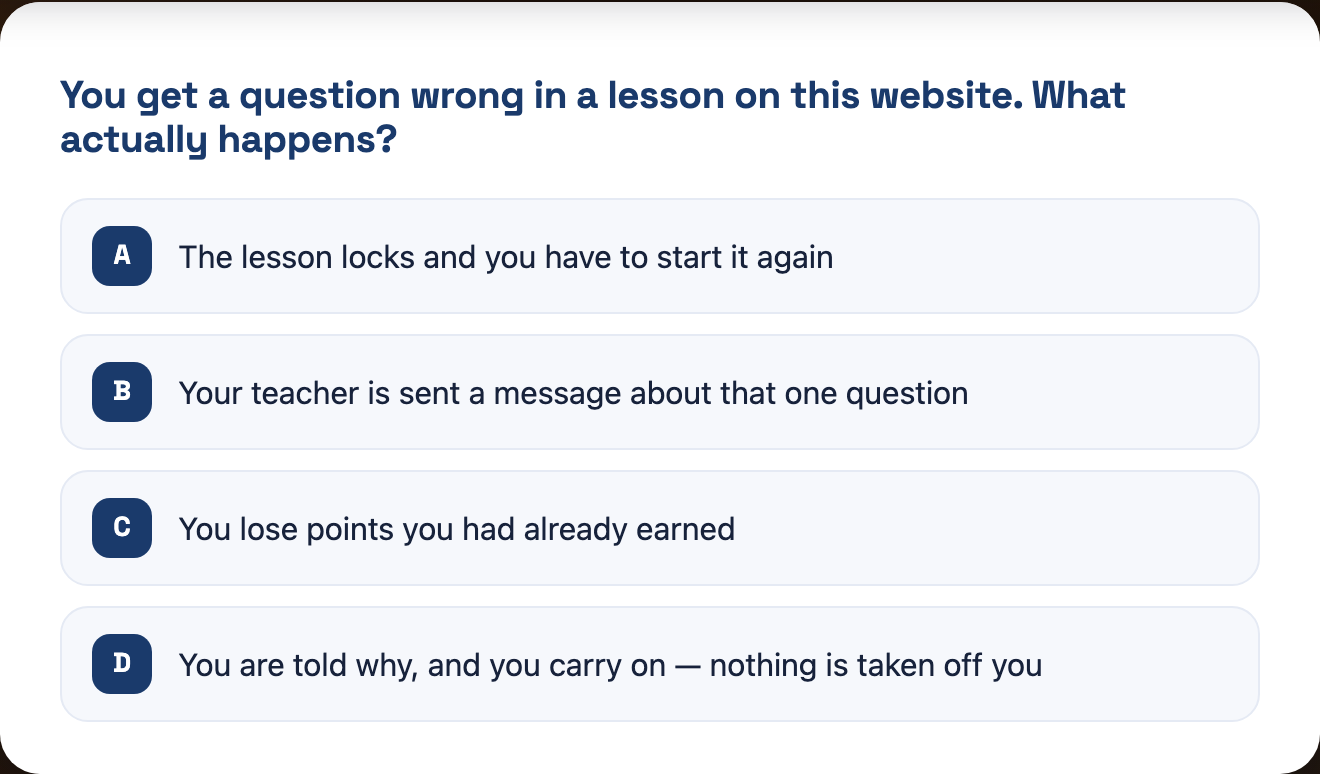 You get a question wrong in a lesson on this website. What
actually happens?
A The lesson locks and you have to start it again
B Your teacher is sent a message about that one question
C You lose points you had already earned
D You are told why, and you carry on — nothing is taken off you